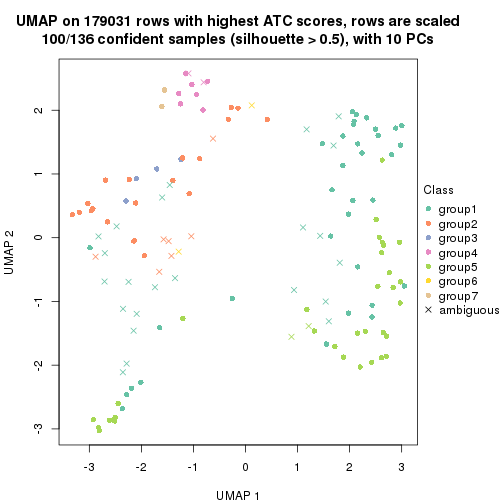 UMAP on 179031 rows with highest ATC scores, rows are scaled
100/136 confident samples (silhouette > 0.5), with 10 PCs
UMAP 2
2
1
0
-1
-2
-3
-3
-2
-1
0
1
2
3
UMAP 1
Class
group1
group2
group3
group4
group5
group6
group7
ambiguous